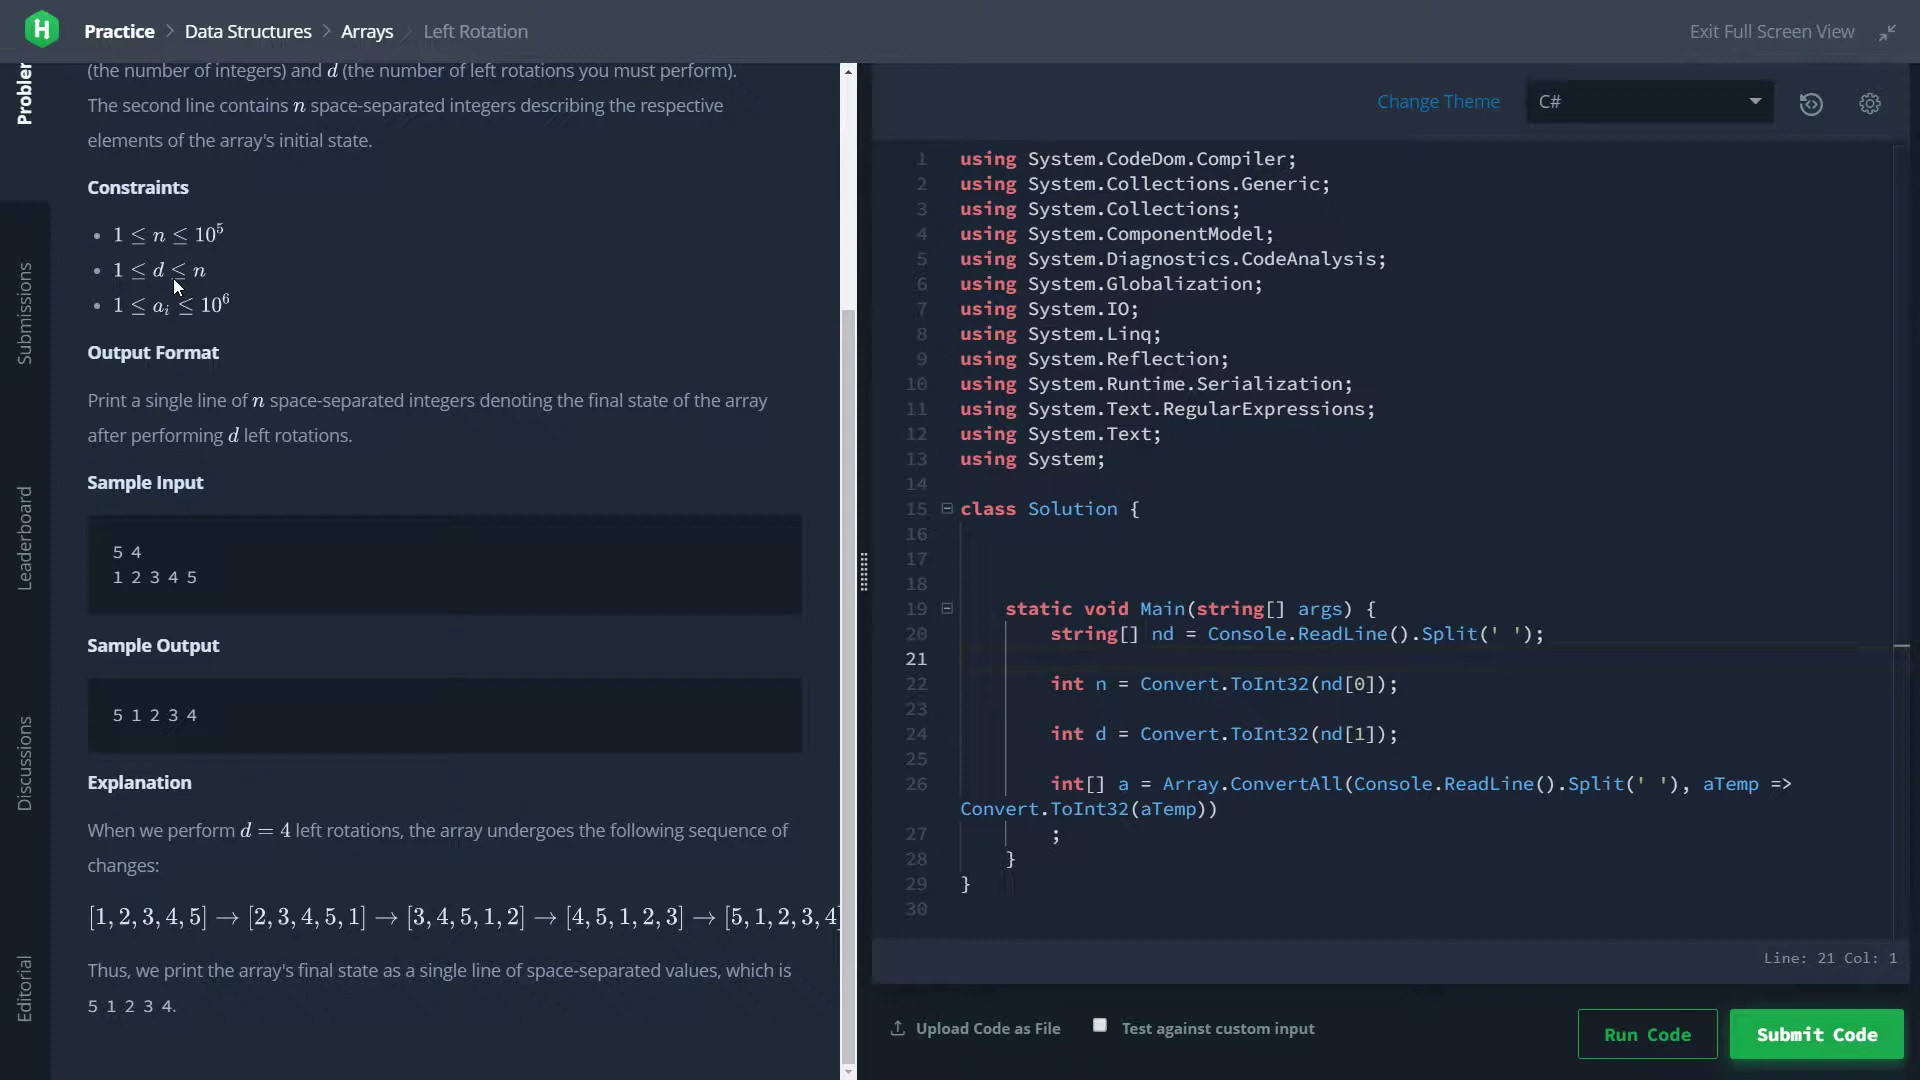 H Practice > Data Structures > Arrays > Left Rotation
Exit Full Screen View
Problem
Submissions
Leaderboard
Discussions
Editorial
(the number of integers) and d (the number of left rotations you must perform).
The second line contains n space-separated integers describing the respective
elements of the array's initial state.
Constraints
• 1 ≤ n ≤ 10⁵
• 1 ≤ d ≤ n
• 1 ≤ aᵢ ≤ 10⁶
Output Format
Print a single line of n space-separated integers denoting the final state of the array
after performing d left rotations.
Sample Input
5 4
1 2 3 4 5
Sample Output
5 1 2 3 4
Explanation
When we perform d = 4 left rotations, the array undergoes the following sequence of
changes:
[1, 2, 3, 4, 5] → [2, 3, 4, 5, 1] → [3, 4, 5, 1, 2] → [4, 5, 1, 2, 3] → [5, 1, 2, 3, 4]
Thus, we print the array's final state as a single line of space-separated values, which is
5 1 2 3 4.
Change Theme
C#
1 using System.CodeDom.Compiler;
2 using System.Collections.Generic;
3 using System.Collections;
4 using System.ComponentModel;
5 using System.Diagnostics.CodeAnalysis;
6 using System.Globalization;
7 using System.IO;
8 using System.Linq;
9 using System.Reflection;
10 using System.Runtime.Serialization;
11 using System.Text.RegularExpressions;
12 using System.Text;
13 using System;
14
15 class Solution {
16
17
18
19 static void Main(string[] args) {
20 string[] nd = Console.ReadLine().Split(' ');
21
22 int n = Convert.ToInt32(nd[0]);
23
24 int d = Convert.ToInt32(nd[1]);
25
26 int[] a = Array.ConvertAll(Console.ReadLine().Split(' '), aTemp =>
Convert.ToInt32(aTemp))
27 ;
28 }
29 }
30
Line: 21 Col: 1
Upload Code as File
Test against custom input
Run Code
Submit Code